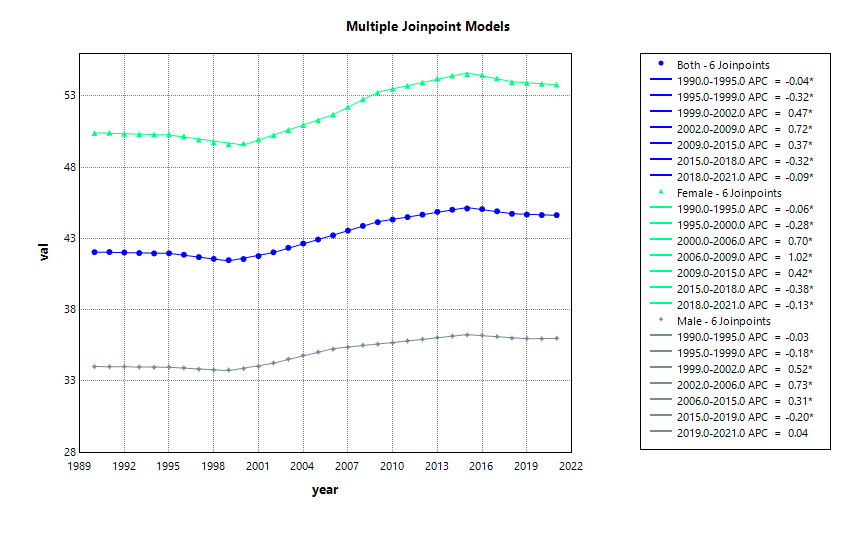 Multiple Joinpoint Models
val
53
48
43
38
33
28
1989 1992 1995 1998 2001 2004 2007 2010 2013 2016 2019 2022
year
Both - 6 Joinpoints
1990.0-1995.0 APC = -0.04*
1995.0-1999.0 APC = -0.32*
1999.0-2002.0 APC = 0.47*
2002.0-2009.0 APC = 0.72*
2009.0-2015.0 APC = 0.37*
2015.0-2018.0 APC = -0.32*
2018.0-2021.0 APC = -0.09*
Female - 6 Joinpoints
1990.0-1995.0 APC = -0.06*
1995.0-2000.0 APC = -0.28*
2000.0-2006.0 APC = 0.70*
2006.0-2009.0 APC = 1.02*
2009.0-2015.0 APC = 0.42*
2015.0-2018.0 APC = -0.38*
2018.0-2021.0 APC = -0.13*
Male - 6 Joinpoints
1990.0-1995.0 APC = -0.03
1995.0-1999.0 APC = -0.18*
1999.0-2002.0 APC = 0.52*
2002.0-2006.0 APC = 0.73*
2006.0-2015.0 APC = 0.31*
2015.0-2019.0 APC = -0.20*
2019.0-2021.0 APC = 0.04